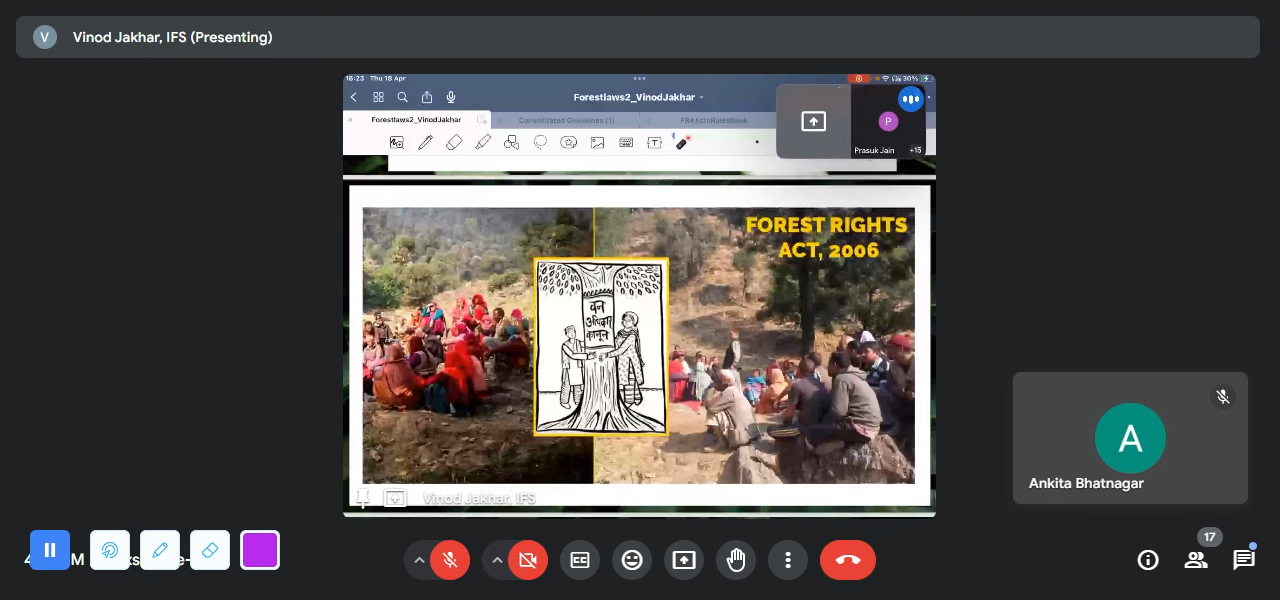 V
Vinod Jakhar, IFS (Presenting)
16:23 Thu 18 Apr
30%
Forestlaws2_VinodJakhar
Forestlaws2_VinodJakhar
Consolidated Guidelines (1)
T
P
Prasuk Jain
+15
FOREST RIGHTS
ACT, 2006
वन
अधिकार
कानून
Vinod Jakhar, IFS
A
Ankita Bhatnagar
17
CC